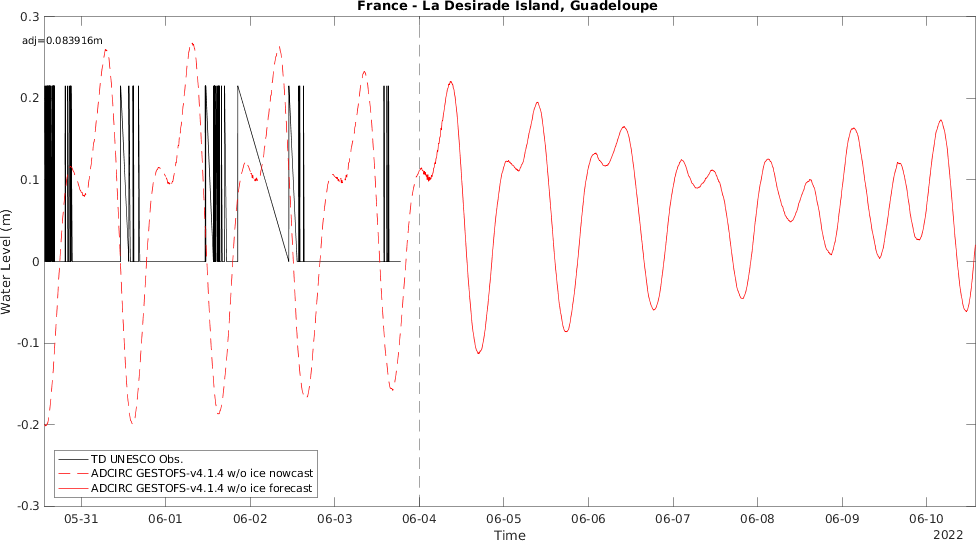 France - La Desirade Island, Guadeloupe
adj=0.083916m
0.3
0.2
0.1
0
-0.1
-0.2
-0.3
Water Level (m)
TD UNESCO Obs.
ADCIRC GESTOFS-v4.1.4 w/o ice nowcast
ADCIRC GESTOFS-v4.1.4 w/o ice forecast
05-31 06-01 06-02 06-03 06-04 06-05 06-06 06-07 06-08 06-09 06-10
Time
2022